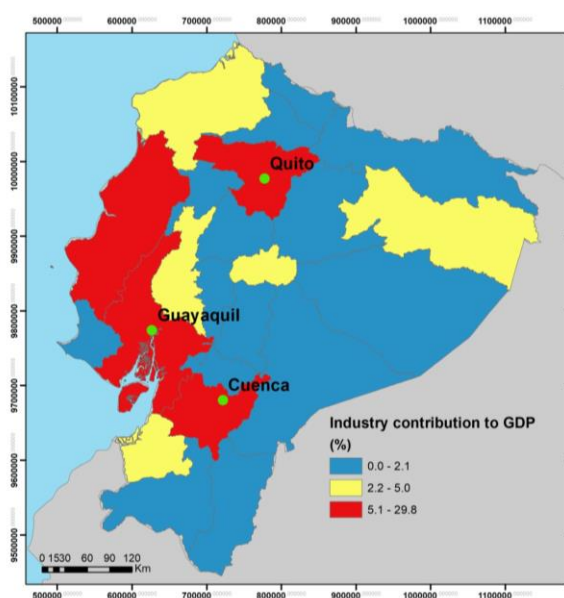 500000 600000 700000 800000 900000 1000000 1100000
10100000
10000000
9900000
9800000
9700000
9600000
9500000
Quito
Guayaquil
Cuenca
Industry contribution to GDP
(%)
0.0 - 2.1
2.2 - 5.0
5.1 - 29.8
0 1530 60 90 120
Km
500000 600000 700000 800000 900000 1000000 1100000